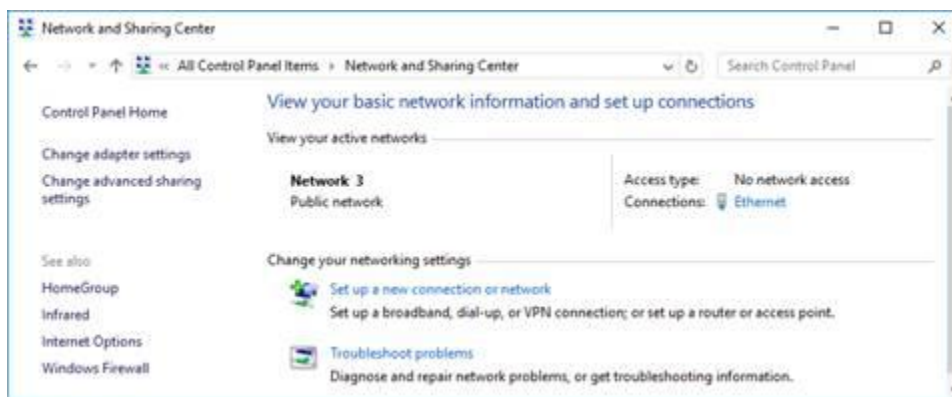 Network and Sharing Center
« All Control Panel Items › Network and Sharing Center
Search Control Panel
Control Panel Home
Change adapter settings
Change advanced sharing
settings
See also
HomeGroup
Infrared
Internet Options
Windows Firewall
View your basic network information and set up connections
View your active networks
Network 3
Public network
Access type: No network access
Connections: Ethernet
Change your networking settings
Set up a new connection or network
Set up a broadband, dial-up, or VPN connection; or set up a router or access point.
Troubleshoot problems
Diagnose and repair network problems, or get troubleshooting information.